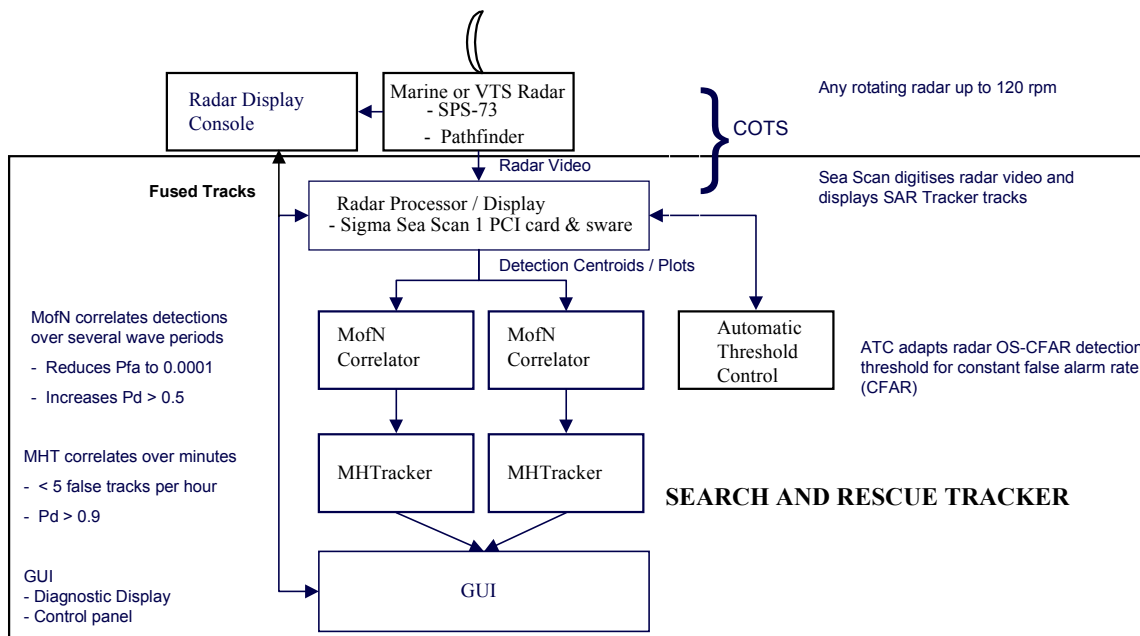 Radar Display
Console
Marine or VTS Radar
- SPS-73
- Pathfinder
Any rotating radar up to 120 rpm
COTS
Radar Video
Fused Tracks
Sea Scan digitises radar video and
displays SAR Tracker tracks
Radar Processor / Display
- Sigma Sea Scan 1 PCI card & sware
Detection Centroids / Plots
MofN correlates detections
over several wave periods
- Reduces Pfa to 0.0001
- Increases Pd > 0.5
MofN
Correlator
MofN
Correlator
Automatic
Threshold
Control
ATC adapts radar OS-CFAR detection
threshold for constant false alarm rate
(CFAR)
MHT correlates over minutes
- < 5 false tracks per hour
- Pd > 0.9
MHTracker
MHTracker
SEARCH AND RESCUE TRACKER
GUI
- Diagnostic Display
- Control panel
GUI